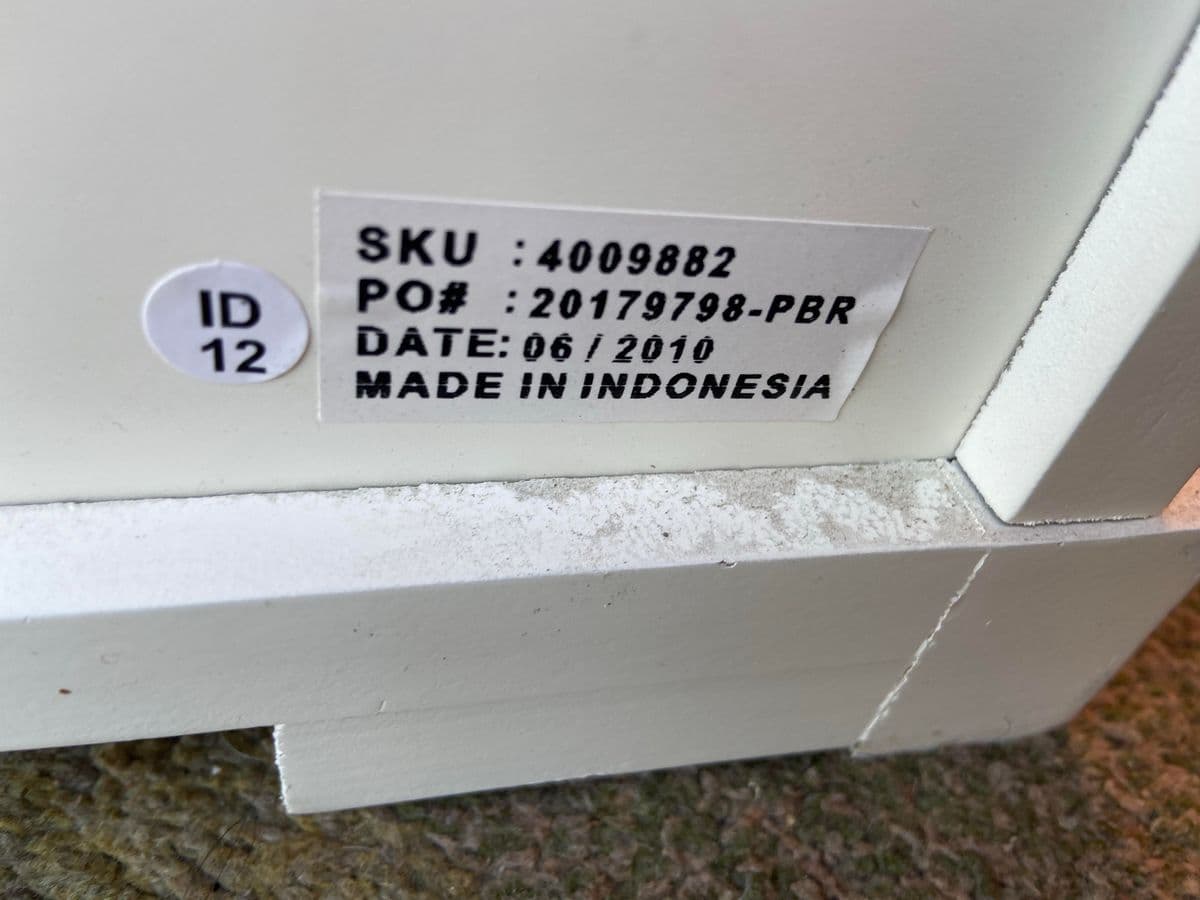 ID
12
SKU : 4009882
PO# : 20179798-PBR
DATE: 06 / 2010
MADE IN INDONESIA